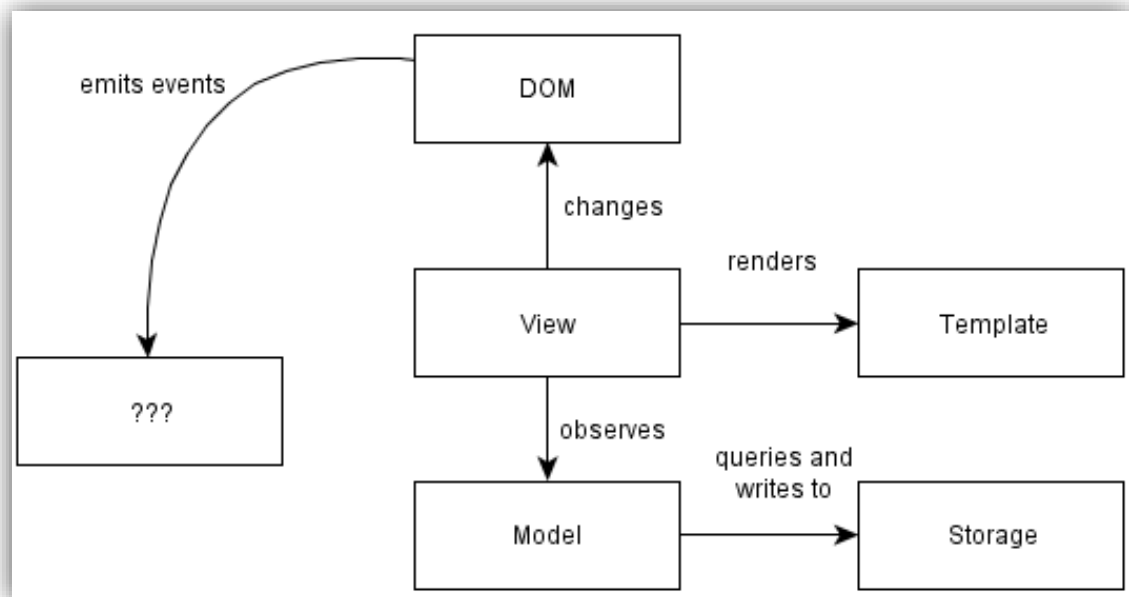 DOM
emits events
changes
renders
View
Template
???
observes
queries and
writes to
Model
Storage